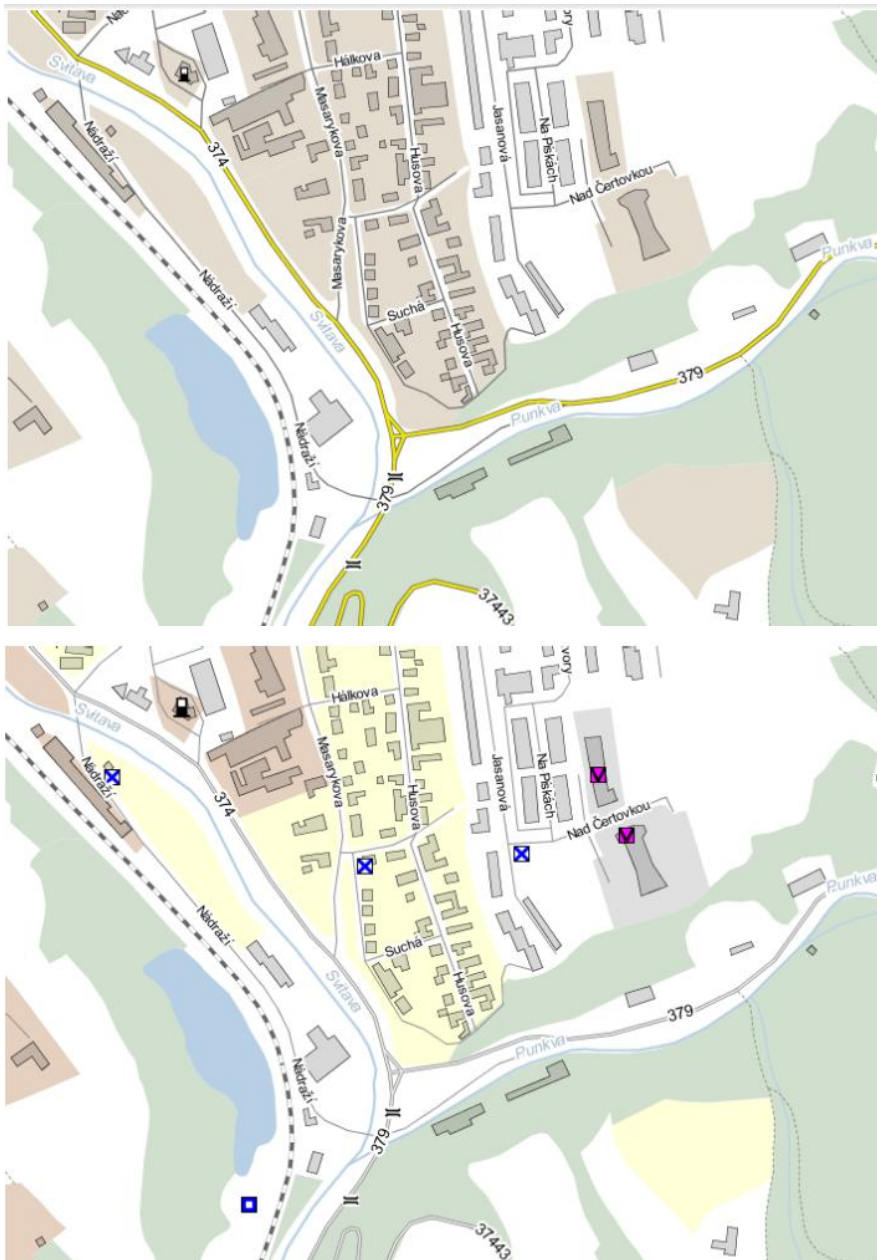 Svitava
Hálkova
Masarykova
vory
374
Nádraží
Jasanová
Husova
Na Pískách
Nad Čertovkou
Masarykova
Punkva
Nádraží
Svitava
Suchá
Husova
379
Punkva
Nádraží
379
37443
Svitava
Hálkova
vory
Masarykova
Nádraží
374
Husova
Jasanová
Na Pískách
Nad Čertovkou
Punkva
Nádraží
Suchá
Svitava
Husova
379
Punkva
Nádraží
379
37443